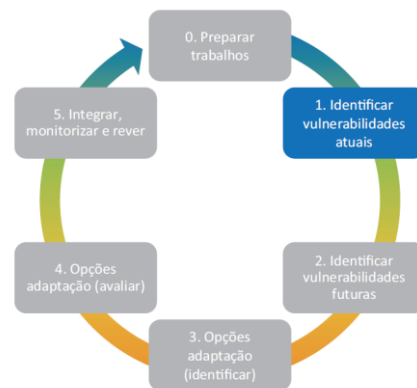 0. Preparar
trabalhos
1. Identificar
vulnerabilidades
atuais
2. Identificar
vulnerabilidades
futuras
3. Opções
adaptação
(identificar)
4. Opções
adaptação (avaliar)
5. Integrar,
monitorizar e rever